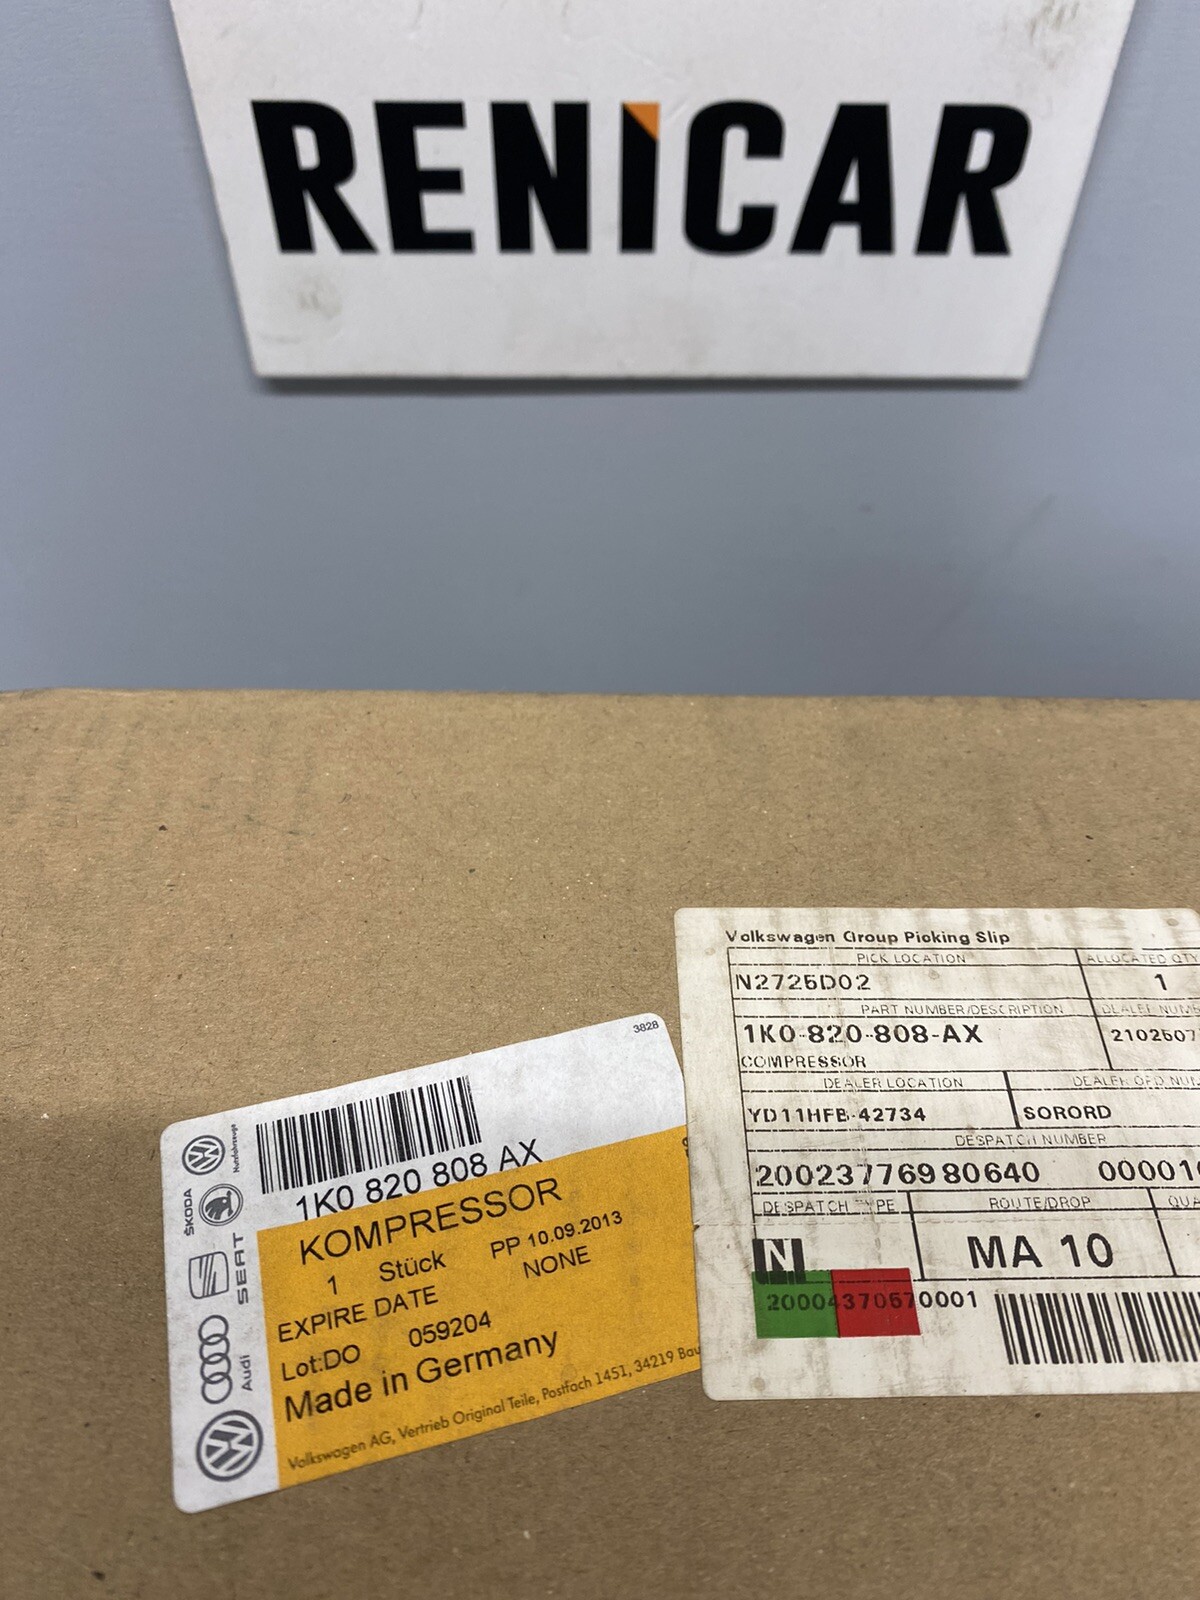 RENICAR
Volkswagen Group Picking Slip
PICK LOCATION
N2725D02
1
PART NUMBER/DESCRIPTION
1K0-820-808-AX
COMPRESSOR
DEALER LOCATION
YD11HFB-42734
SORORD
DESPATCH NUMBER
20023776980640
DESPATCH TYPE
ROUTE/DROP
N
MA 10
20004370670001
3828
1K0 820 808 AX
KOMPRESSOR
1 Stück PP 10.09.2013
EXPIRE DATE NONE
Lot:DO 059204
Made in Germany
Volkswagen AG, Vertrieb Original Teile, Postfach 1451, 34219
Nutzfahrzeuge
ŠKODA
SEAT
Audi